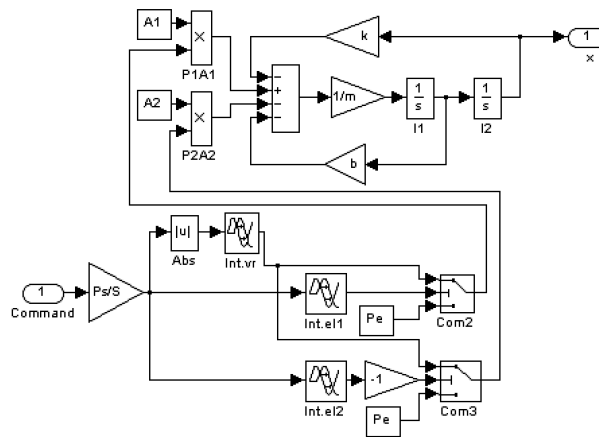 A1
×
P1A1
A2
×
P2A2
k
−
+
−
−
1/m
1
s
I1
1
s
I2
1
x
b
|u|
Abs
Int.vr
1
Command
Ps/S
Int.el1
Pe
Com2
Int.el2
-1
Pe
Com3